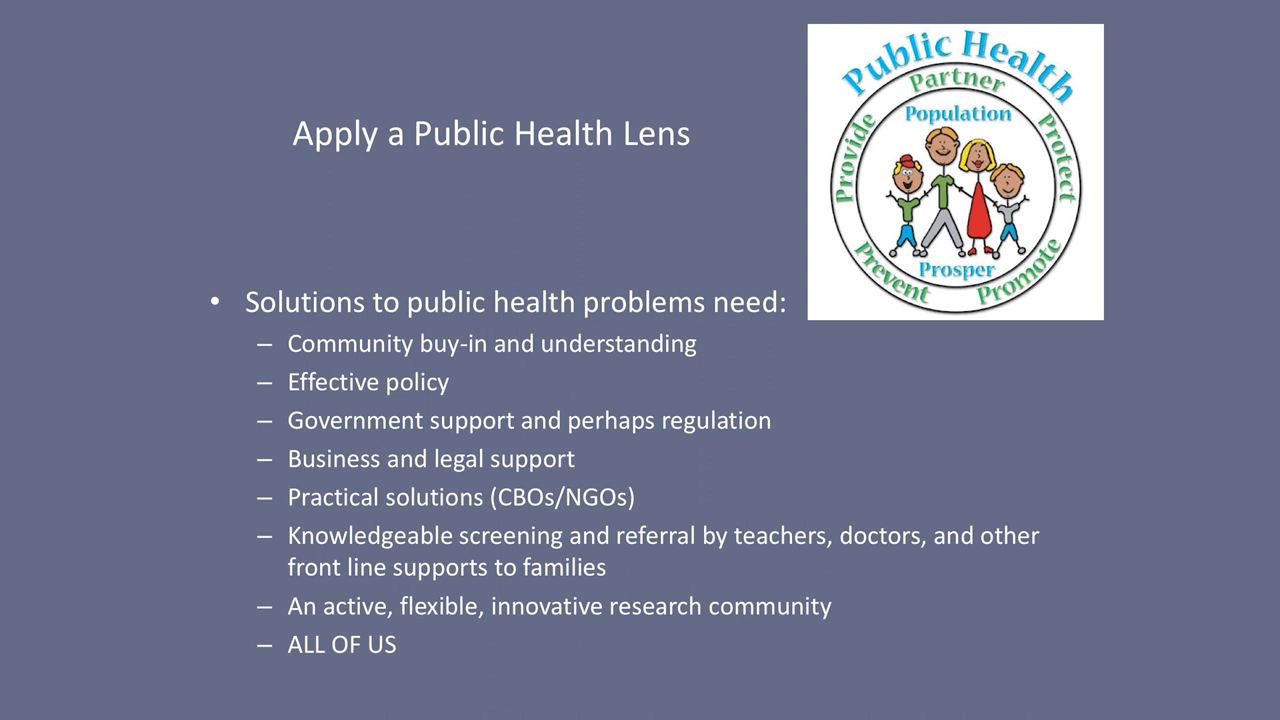 Public Health
Partner
Provide
Population
Protect
Prosper
Prevent
Promote
Apply a Public Health Lens
• Solutions to public health problems need:
– Community buy-in and understanding
– Effective policy
– Government support and perhaps regulation
– Business and legal support
– Practical solutions (CBOs/NGOs)
– Knowledgeable screening and referral by teachers, doctors, and other
front line supports to families
– An active, flexible, innovative research community
– ALL OF US